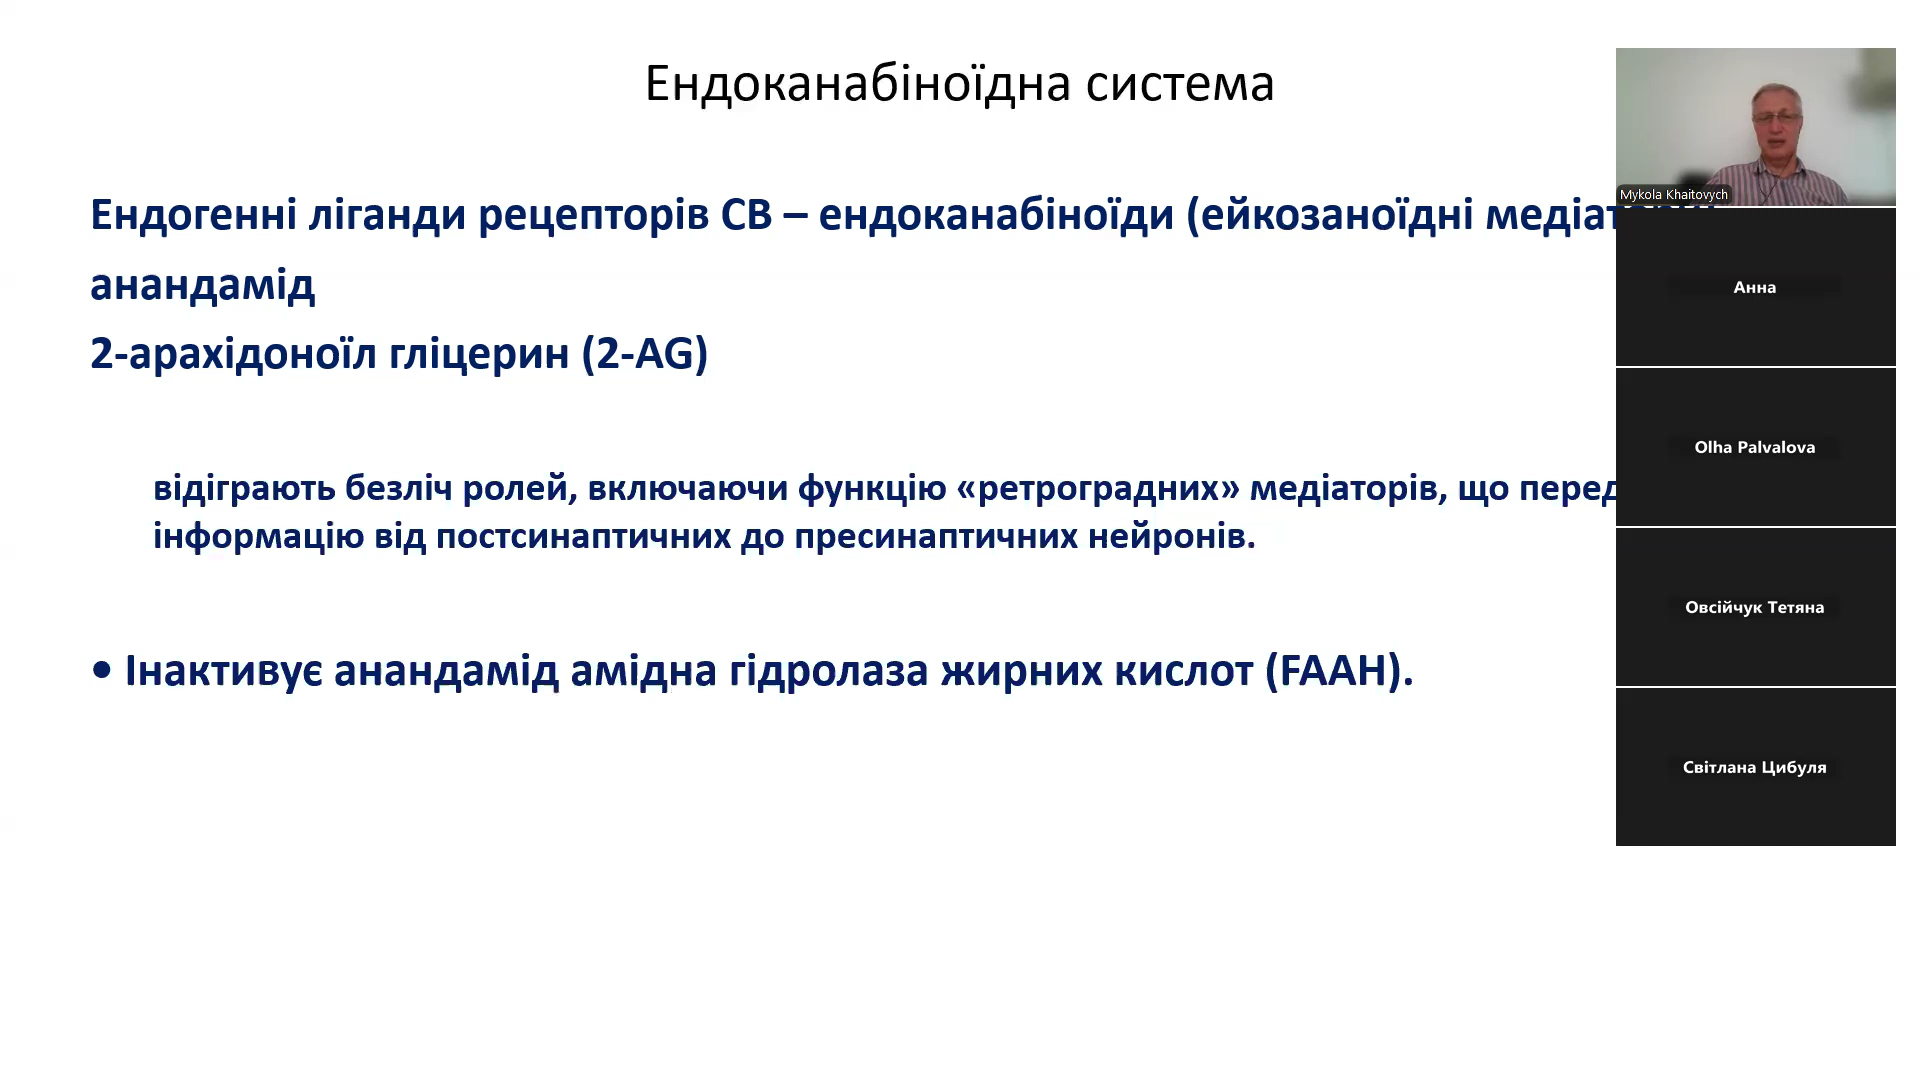 Ендоканабіноїдна система
Ендогенні ліганди рецепторів СВ – ендоканабіноїди (ейкозаноїдні
анандамід
2-арахідоноїл гліцерин (2-AG)
відіграють безліч ролей, включаючи функцію «ретроградних» медіаторів, що
інформацію від постсинаптичних до пресинаптичних нейронів.
• Інактивує анандамід амідна гідролаза жирних кислот (FAAH).
Mykola Khaitovych
Анна
Olha Palvalova
Овсійчук Тетяна
Світлана Цибуля